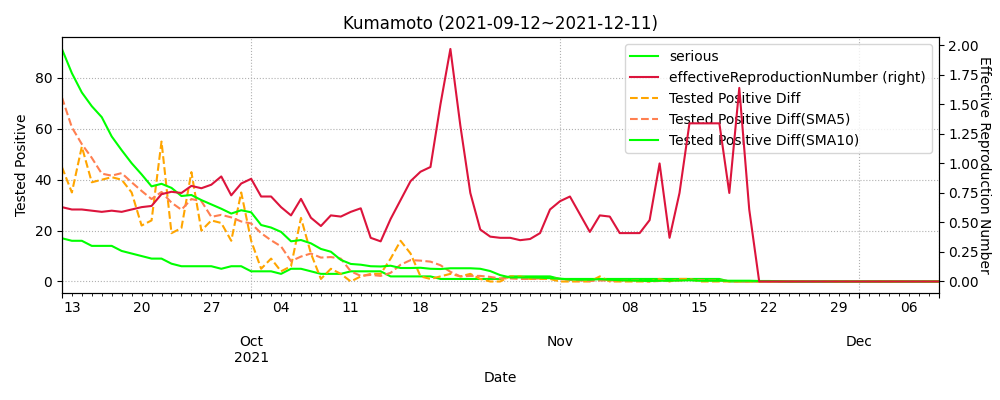 Kumamoto (2021-09-12~2021-12-11)
serious
effectiveReproductionNumber (right)
Tested Positive Diff
Tested Positive Diff(SMA5)
Tested Positive Diff(SMA10)
Tested Positive
80
60
40
20
0
Effective Reproduction Number
2.00
1.75
1.50
1.25
1.00
0.75
0.50
0.25
0.00
13 20 27 04 11 18 25 08 15 22 29 06
Oct Nov Dec
2021
Date